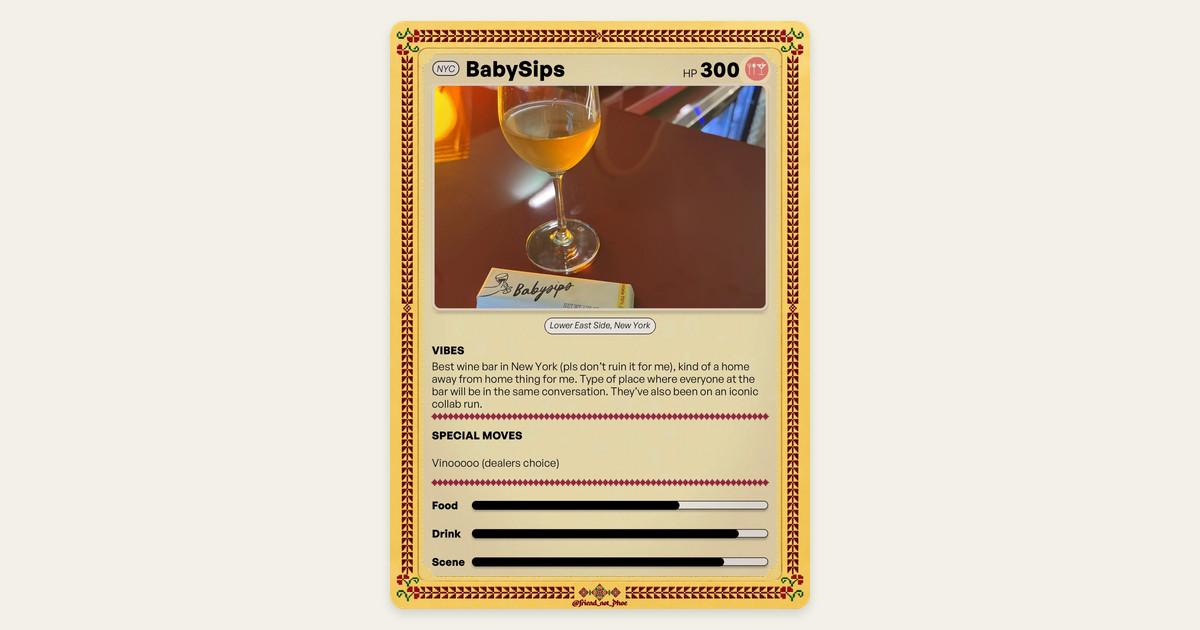 NYC BabySips HP 300
Babysips
Lower East Side, New York
VIBES
Best wine bar in New York (pls don't ruin it for me), kind of a home
away from home thing for me. Type of place where everyone at the
bar will be in the same conversation. They've also been on an iconic
collab run.
SPECIAL MOVES
Vinooooo (dealers choice)
Food
Drink
Scene
@friend_not_phoe